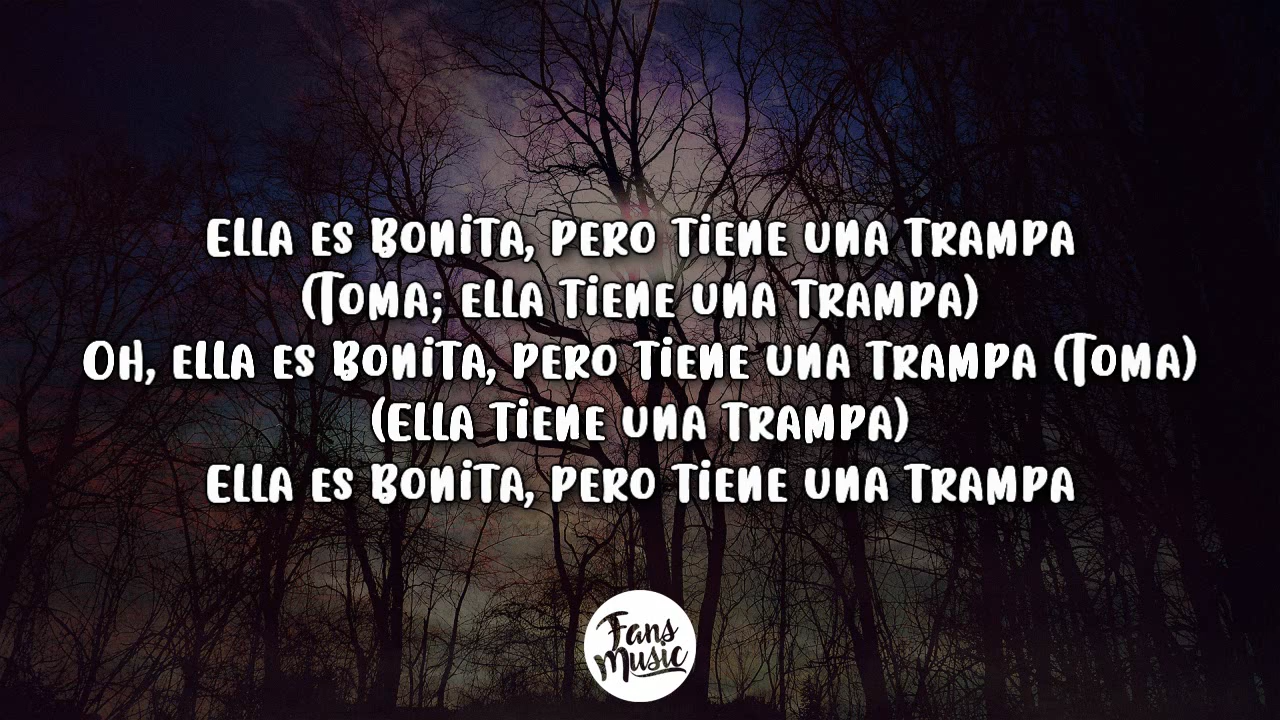 Ella es bonita, pero tiene una trampa
(Toma; ella tiene una trampa)
Oh, ella es bonita, pero tiene una trampa (Toma)
(Ella tiene una trampa)
Ella es bonita, pero tiene una trampa
Fans
Music